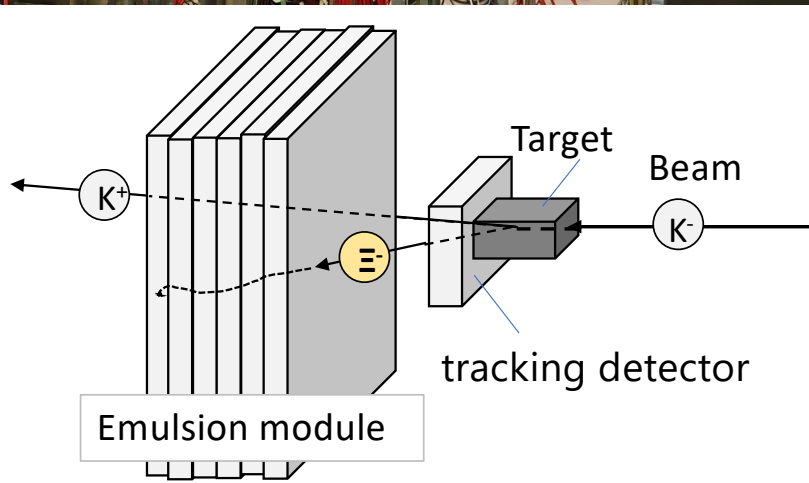 Target
Beam
K⁺
K⁻
Ξ⁻
tracking detector
Emulsion module